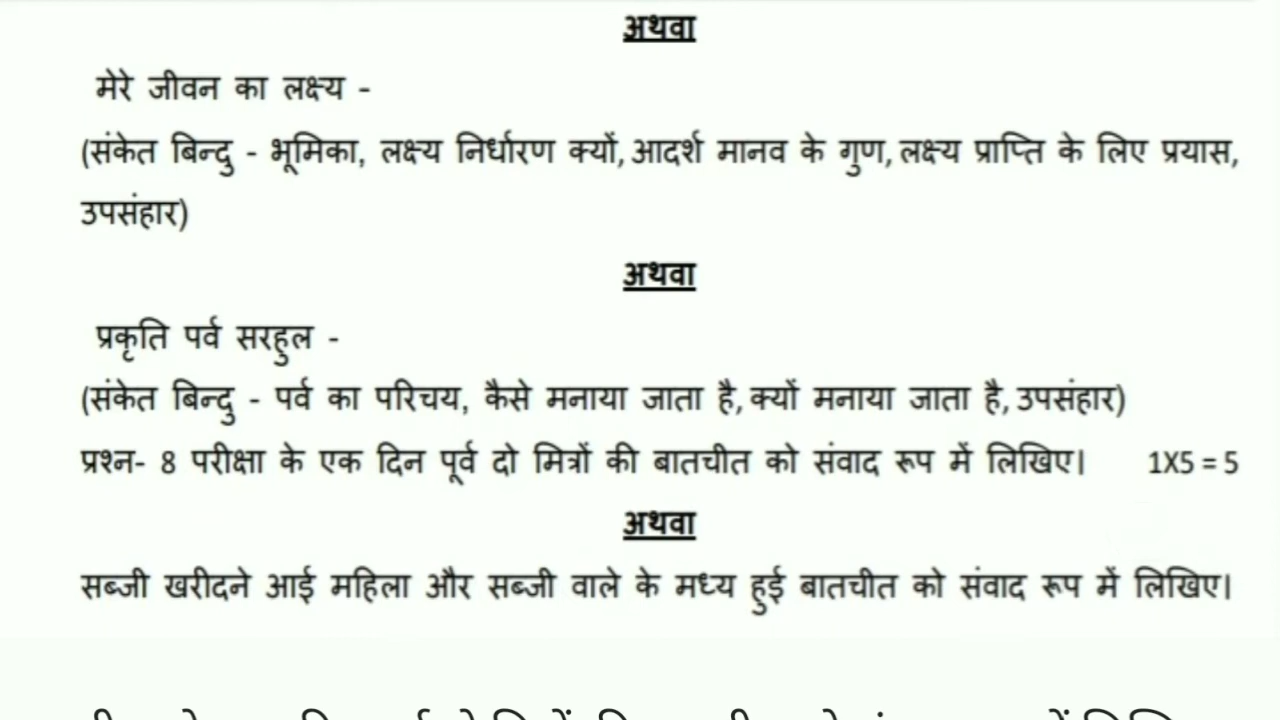 अथवा
मेरे जीवन का लक्ष्य -
(संकेत बिन्दु - भूमिका, लक्ष्य निर्धारण क्यों, आदर्श मानव के गुण, लक्ष्य प्राप्ति के लिए प्रयास,
उपसंहार)
अथवा
प्रकृति पर्व सरहुल -
(संकेत बिन्दु - पर्व का परिचय, कैसे मनाया जाता है, क्यों मनाया जाता है, उपसंहार)
प्रश्न- 8 परीक्षा के एक दिन पूर्व दो मित्रों की बातचीत को संवाद रूप में लिखिए। 1X5 = 5
अथवा
सब्जी खरीदने आई महिला और सब्जी वाले के मध्य हुई बातचीत को संवाद रूप में लिखिए।